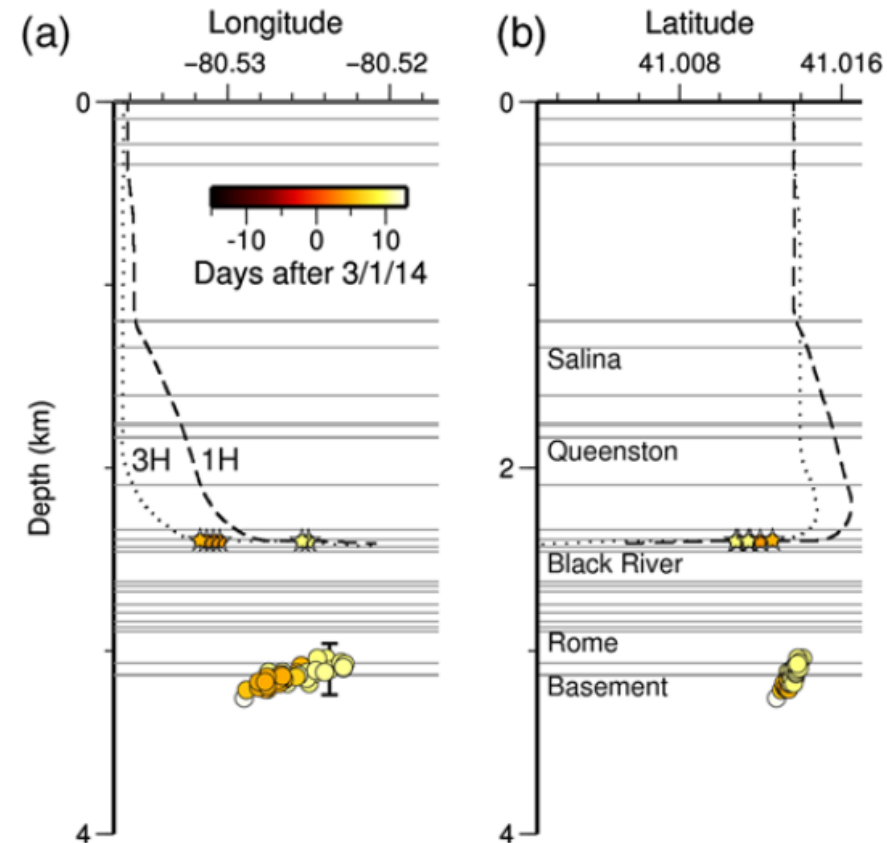 (a)
Longitude
−80.53 −80.52
0
-10 0 10
Days after 3/1/14
3H 1H
Depth (km)
4
(b)
Latitude
41.008 41.016
0
Salina
Queenston
2
Black River
Rome
Basement
4